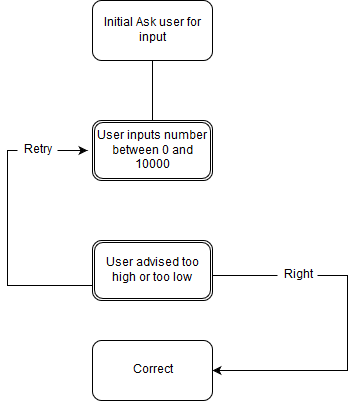 Initial Ask user for
input
User inputs number
between 0 and
10000
Retry
User advised too
high or too low
Right
Correct